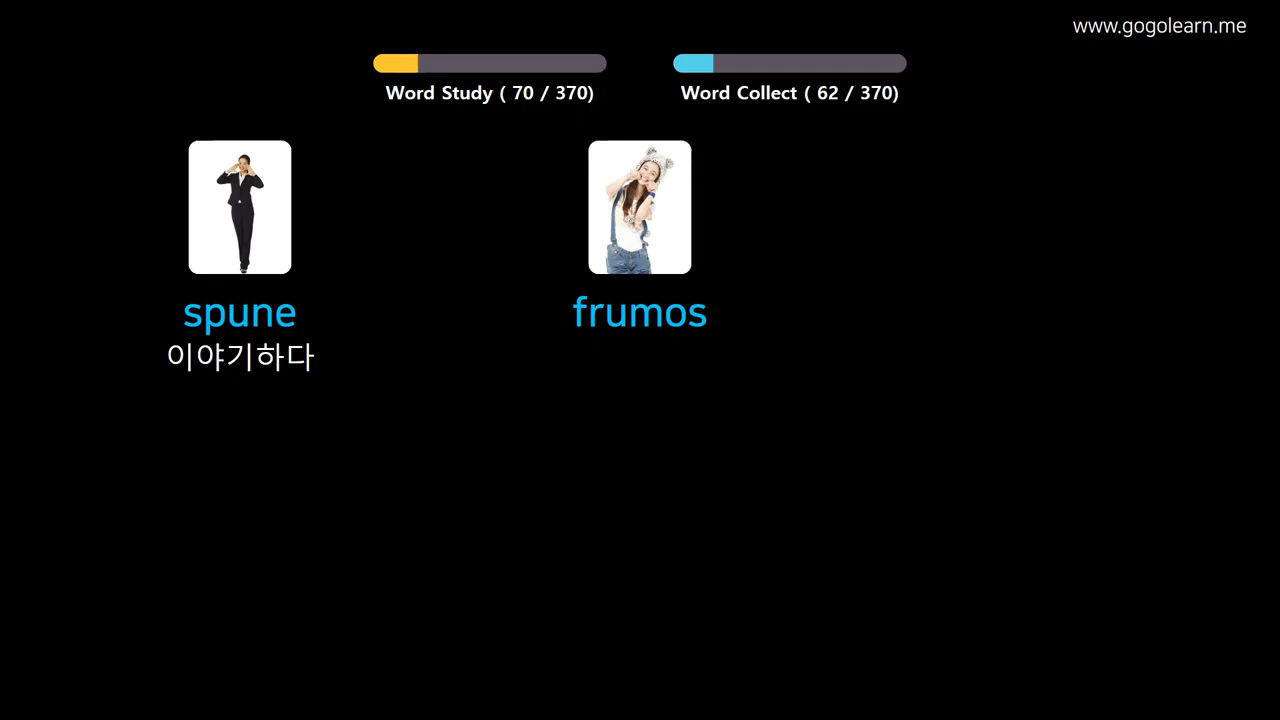 www.gogolearn.me
Word Study ( 70 / 370)
Word Collect ( 62 / 370)
spune
이야기하다
frumos